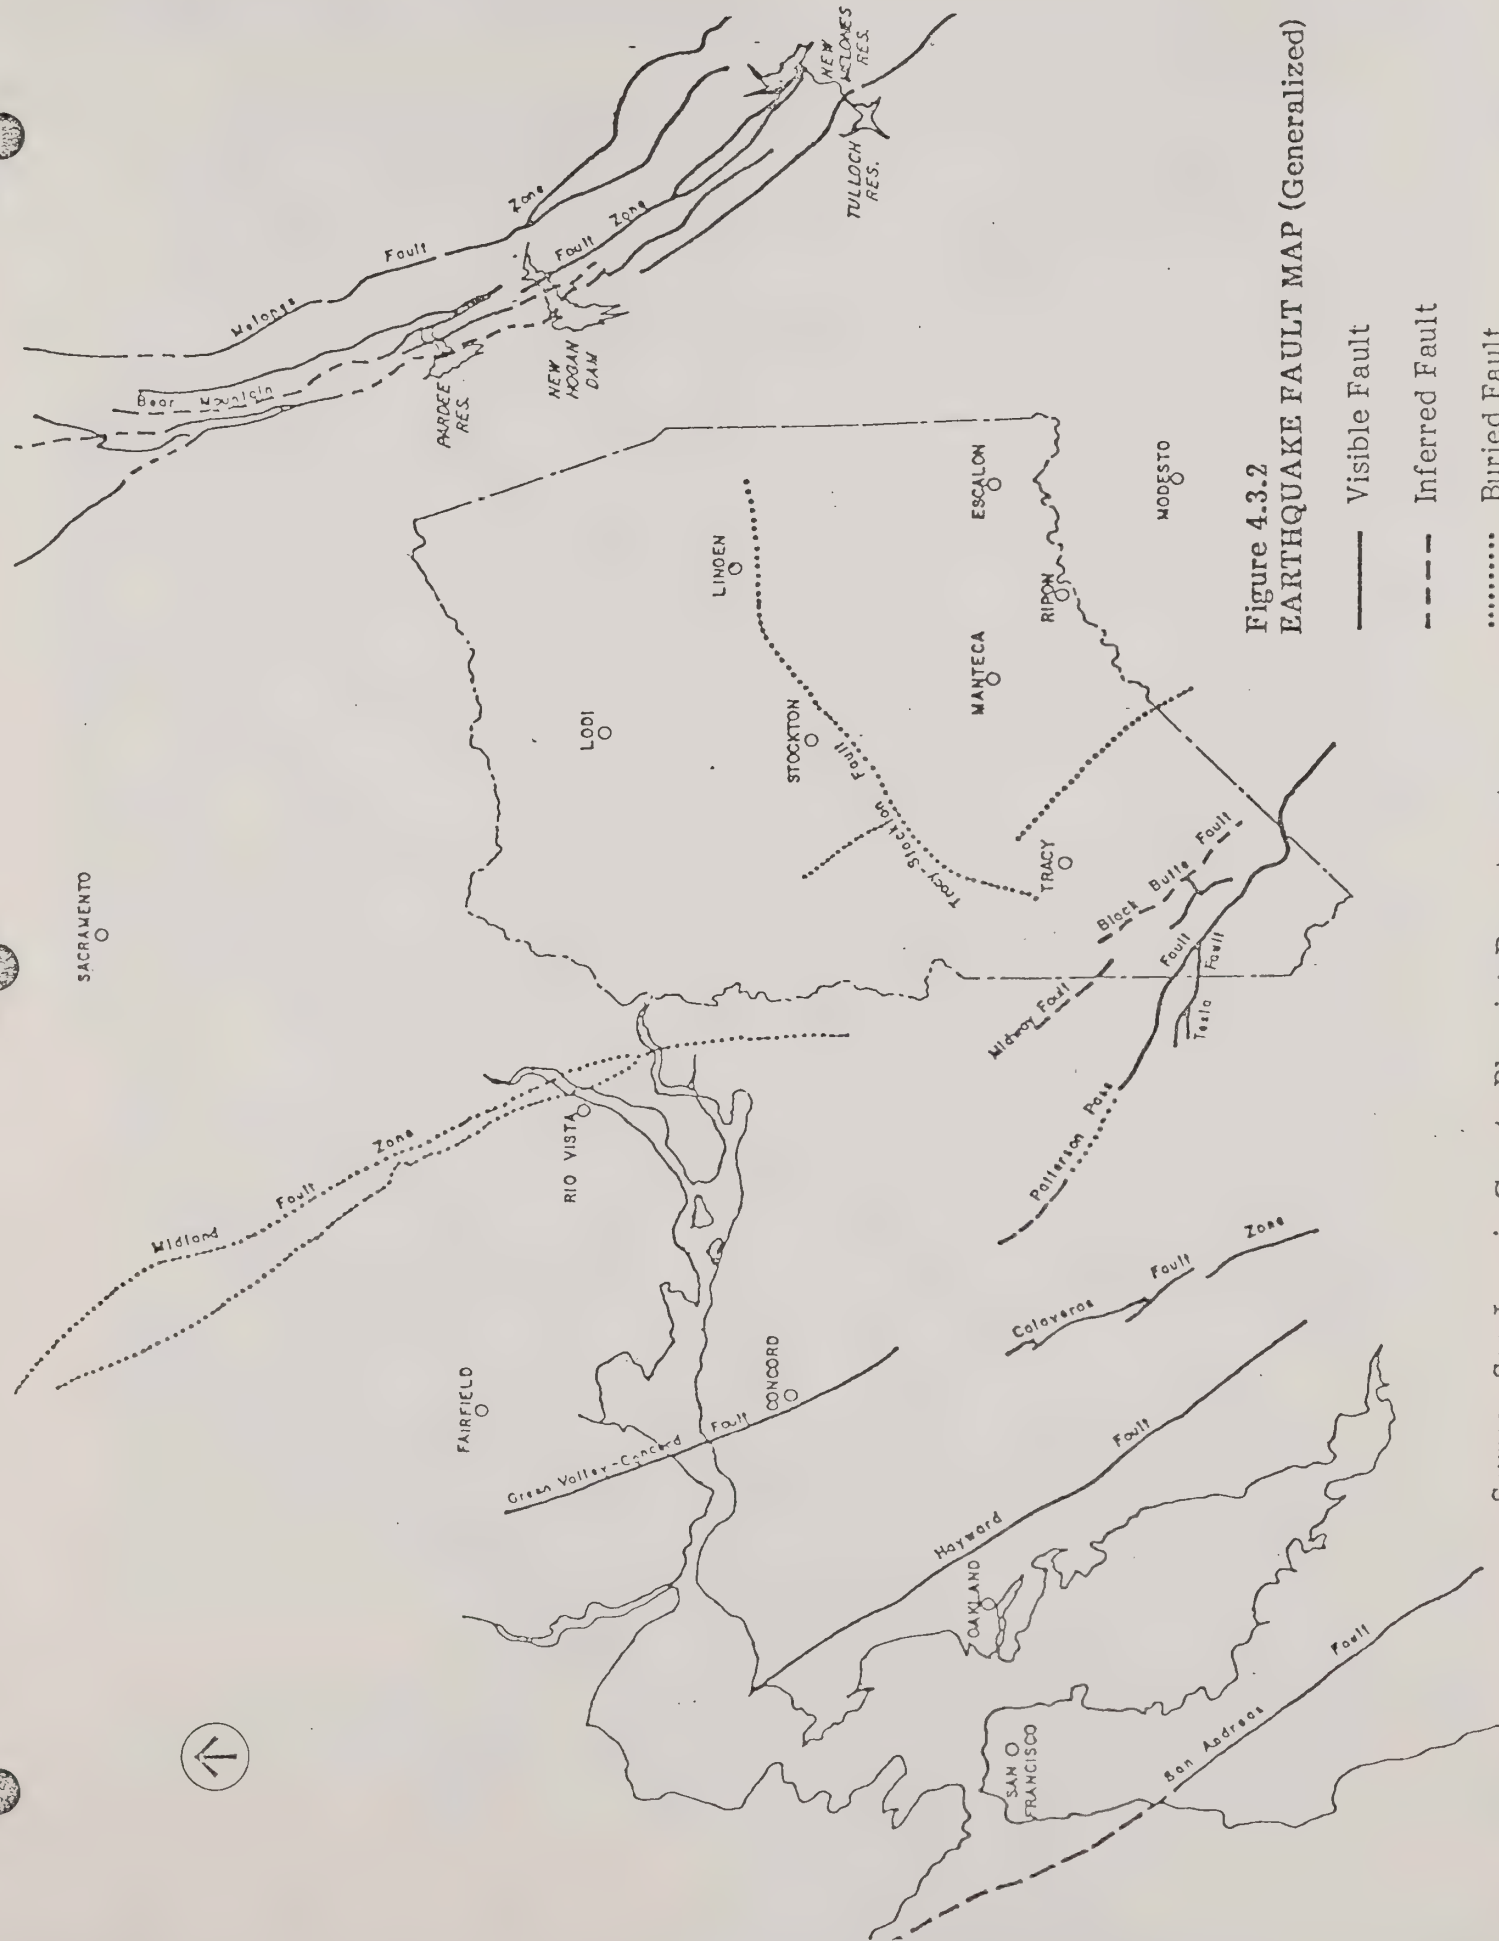 SACRAMENTO
FAIRFIELD
RIO VISTA
LODI
LINDEN
STOCKTON
CONCORD
OAKLAND
SAN
FRANCISCO
TRACY
MANTECA
ESCALON
RIPON
MODESTO
PARDEE
RES.
NEW
HOGAN
DAM
TULLOCH
RES.
NEW
MELONES
RES.
Melones Fault Zone
Bear Mountain Fault Zone
Midland Fault Zone
Green Valley-Concord Fault
Tracy-Stockton Fault
Black Butte Fault
Midway Fault
Patterson Pass Fault
Tesla Fault
Calaveras Fault Zone
Hayward Fault
San Andreas Fault
Figure 4.3.2
EARTHQUAKE FAULT MAP (Generalized)
Visible Fault
Inferred Fault
Buried Fault